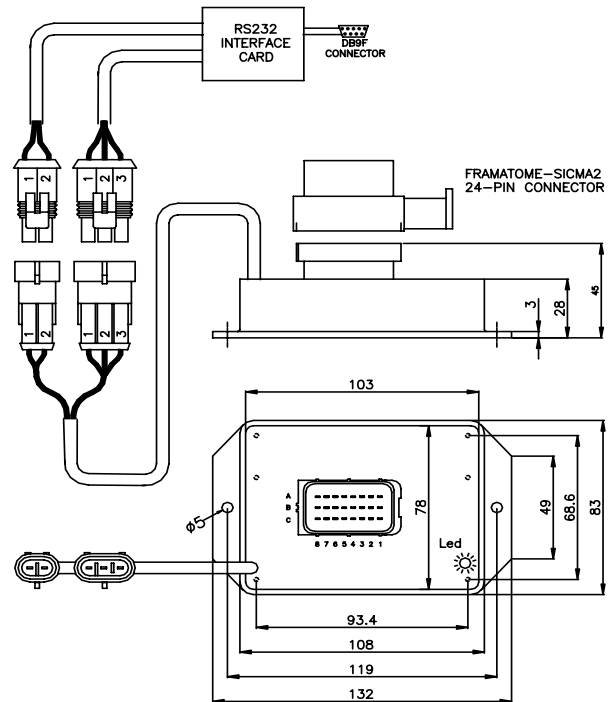 RS232
INTERFACE
CARD
DB9F
CONNECTOR
1 2
1 2 3
FRAMATOME-SICMA2
24-PIN CONNECTOR
1 2
1 2 3
3
28
45
103
A
B
C
8 7 6 5 4 3 2 1
78
Led
49
68.6
83
ø5
93.4
108
119
132